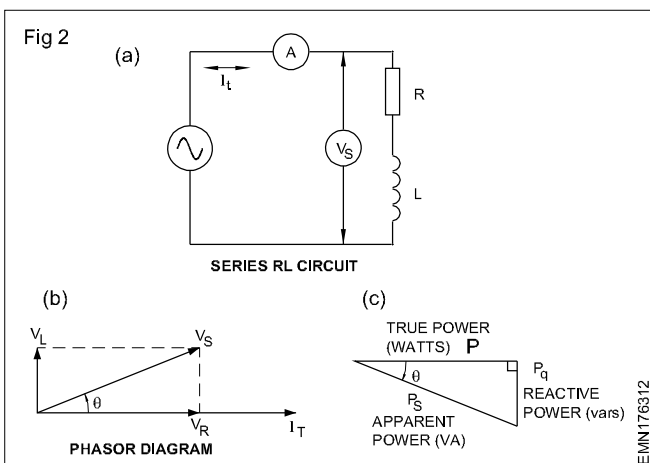 Fig 2
(a)
A
I_t
R
V_S
L
SERIES RL CIRCUIT
(b)
V_L
V_S
θ
V_R
I_T
PHASOR DIAGRAM
(c)
TRUE POWER
(WATTS) P
θ
P_q
P_S
REACTIVE
POWER (vars)
APPARENT
POWER (VA)
EMN176312